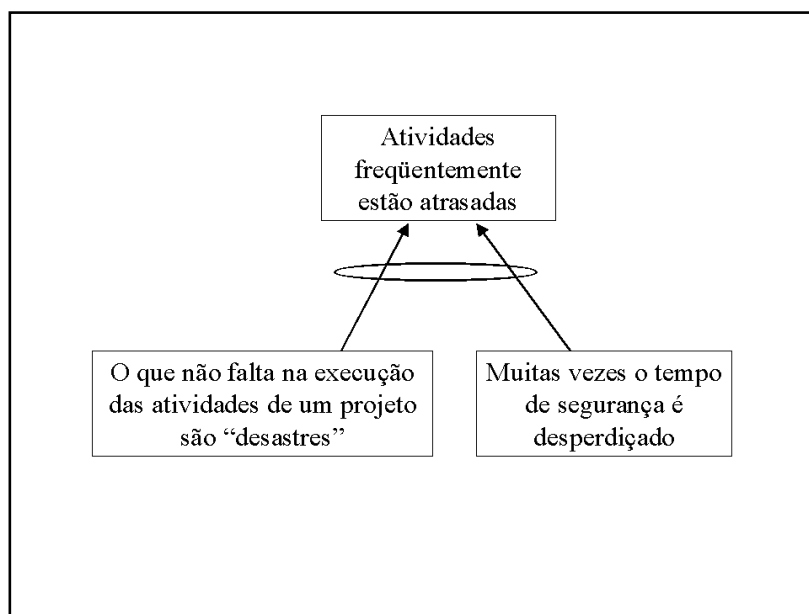 Atividades
freqüentemente
estão atrasadas
O que não falta na execução
das atividades de um projeto
são “desastres”
Muitas vezes o tempo
de segurança é
desperdiçado